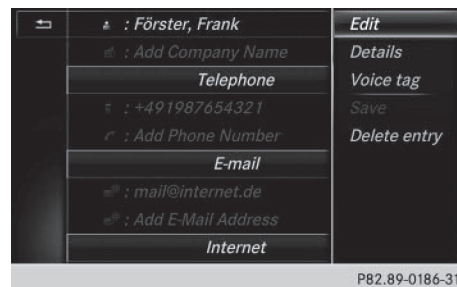 : Förster, Frank
: Add Company Name
Telephone
: +491987654321
: Add Phone Number
E-mail
: mail@internet.de
: Add E-Mail Address
Internet
Edit
Details
Voice tag
Save
Delete entry
P82.89-0186-31